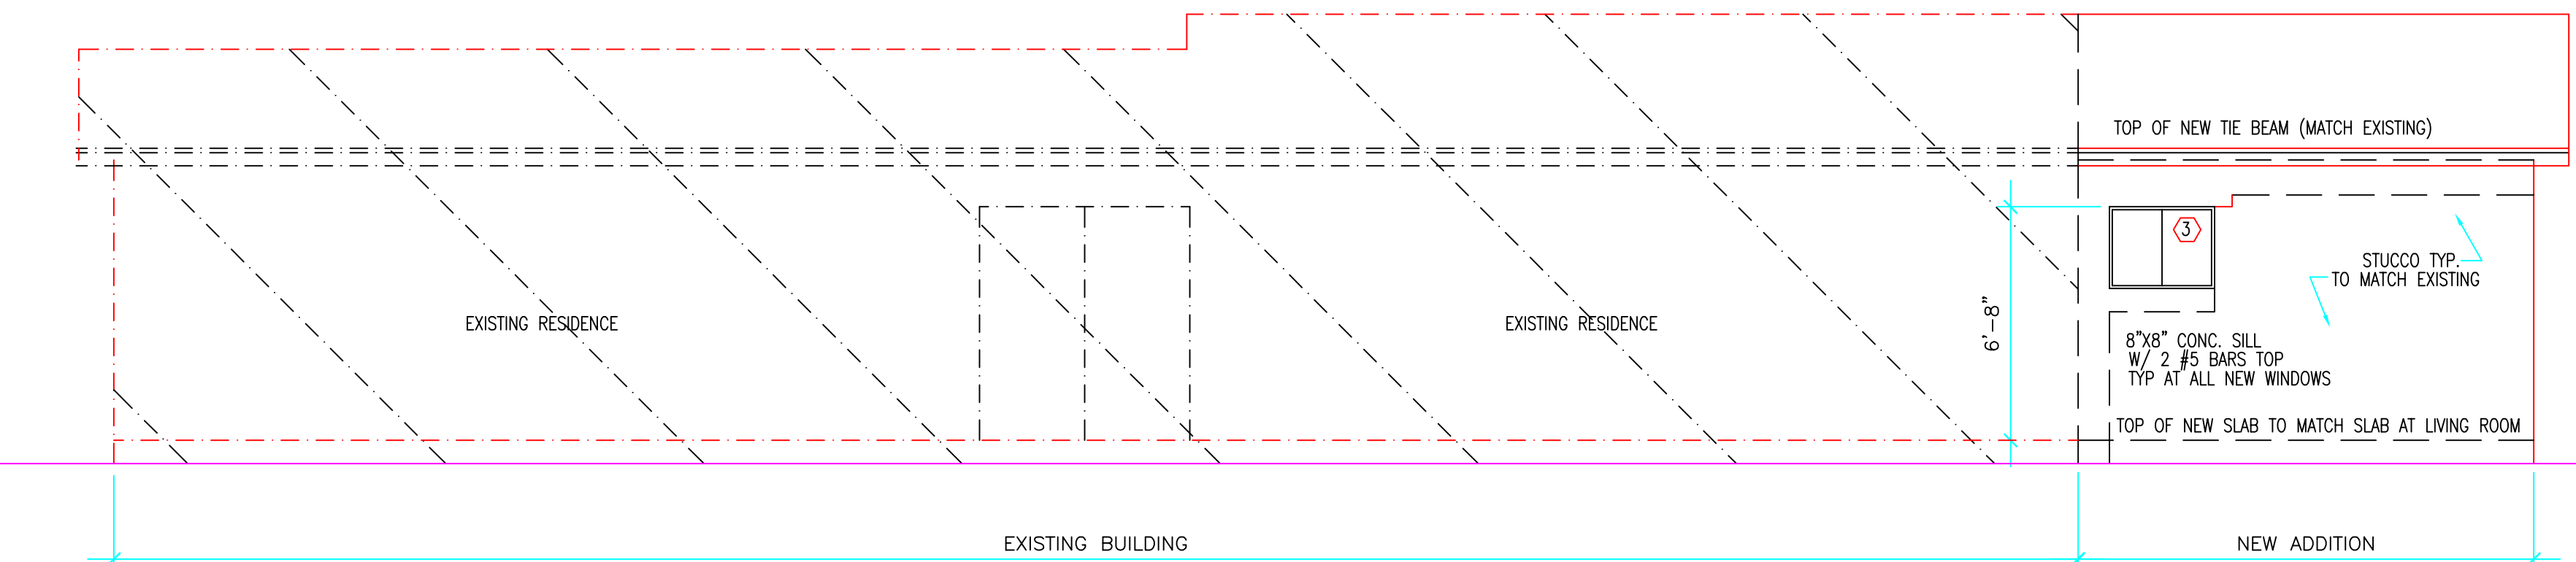 TOP OF NEW TIE BEAM (MATCH EXISTING)
3
STUCCO TYP.
TO MATCH EXISTING
EXISTING RESIDENCE
EXISTING RESIDENCE
6'-8"
8"X8" CONC. SILL
W/ 2 #5 BARS TOP
TYP AT ALL NEW WINDOWS
TOP OF NEW SLAB TO MATCH SLAB AT LIVING ROOM
EXISTING BUILDING
NEW ADDITION